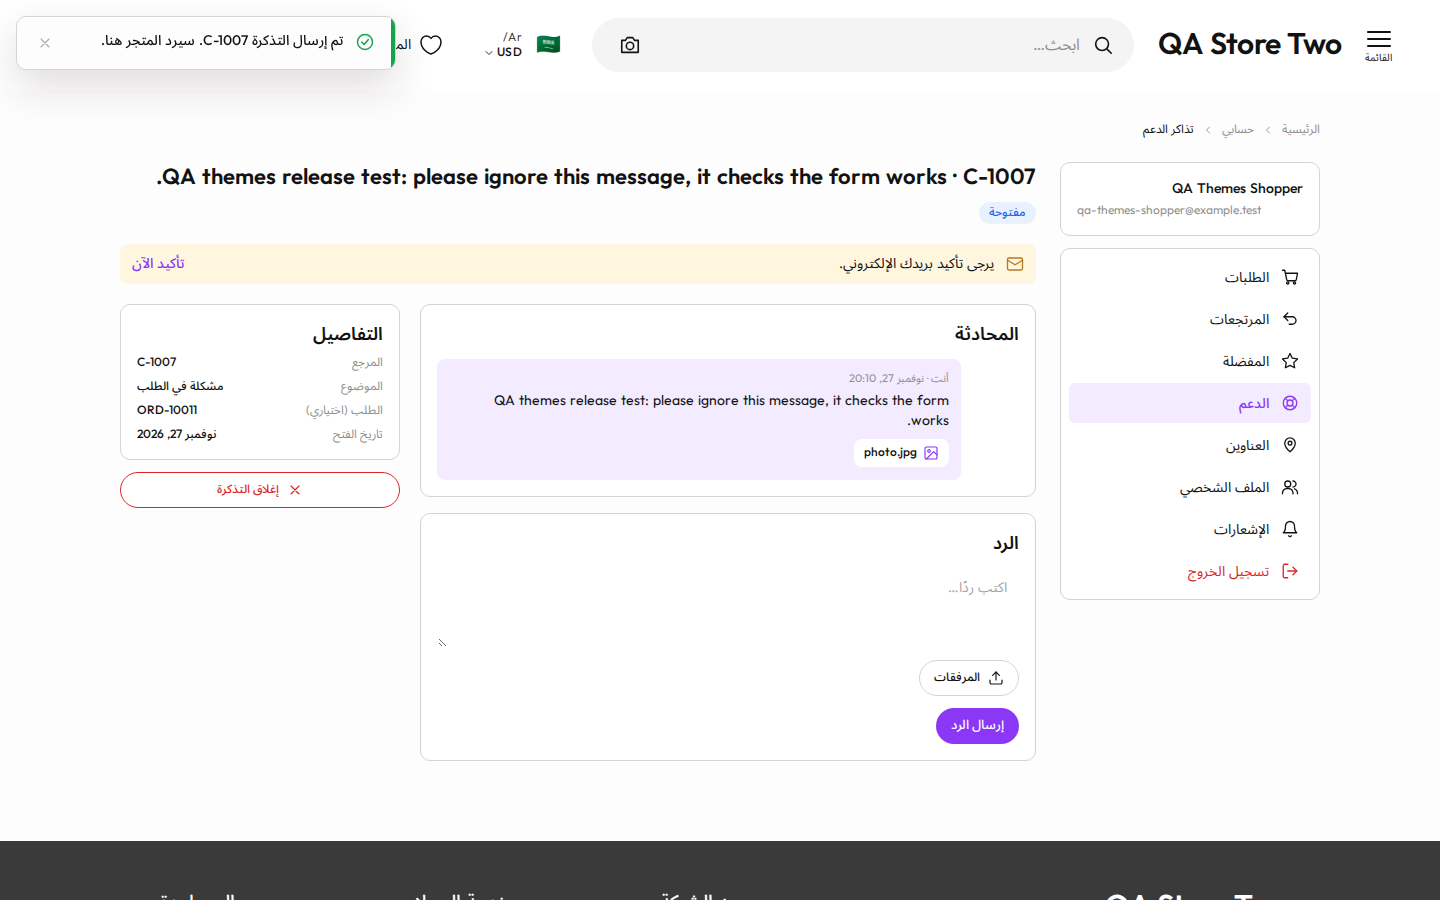 القائمة
QA Store Two
ابحث...
Ar/
USD
تم إرسال التذكرة C-1007. سيرد المتجر هنا.
الرئيسية
حسابي
تذاكر الدعم
QA Themes Shopper
qa-themes-shopper@example.test
الطلبات
المرتجعات
المفضلة
الدعم
العناوين
الملف الشخصي
الإشعارات
تسجيل الخروج
QA themes release test: please ignore this message, it checks the form works · C-1007.
مفتوحة
يرجى تأكيد بريدك الإلكتروني.
تأكيد الآن
المحادثة
أنت · نوفمبر 27, 20:10
QA themes release test: please ignore this message, it checks the form
works.
photo.jpg
التفاصيل
المرجع C-1007
الموضوع مشكلة في الطلب
الطلب (اختياري) ORD-10011
تاريخ الفتح نوفمبر 27, 2026
إغلاق التذكرة
الرد
اكتب ردًا...
المرفقات
إرسال الرد